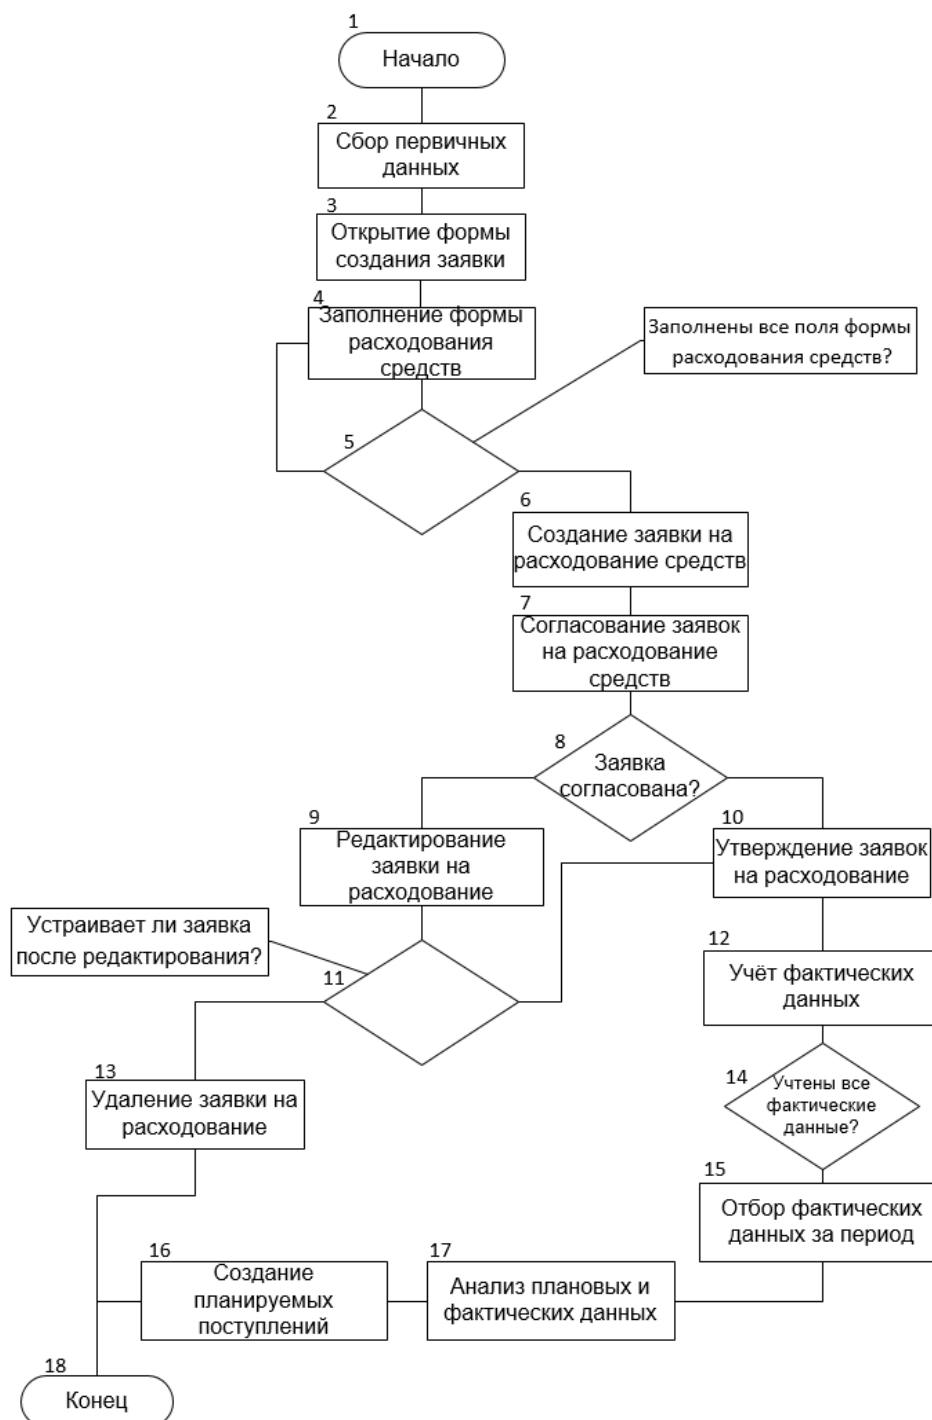 1
Начало
2
Сбор первичных
данных
3
Открытие формы
создания заявки
4
Заполнение формы
расходования
средств
Заполнены все поля формы
расходования средств?
5
6
Создание заявки на
расходование средств
7
Согласование заявок
на расходование
средств
8
Заявка
согласована?
9
Редактирование
заявки на
расходование
10
Утверждение заявок
на расходование
Устраивает ли заявка
после редактирования?
11
12
Учёт фактических
данных
13
Удаление заявки на
расходование
14
Учтены все
фактические
данные?
15
Отбор фактических
данных за период
16
Создание
планируемых
поступлений
17
Анализ плановых и
фактических данных
18
Конец